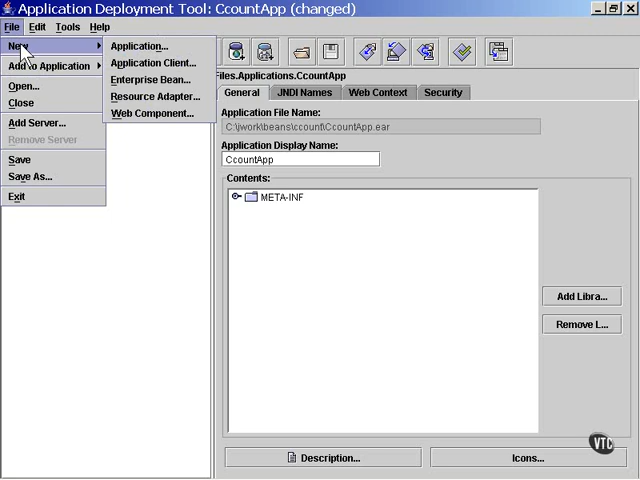 Application Deployment Tool: CcountApp (changed)
File Edit Tools Help
New
Add to Application
Open...
Close
Add Server...
Remove Server
Save
Save As...
Exit
Application...
Application Client...
Enterprise Bean...
Resource Adapter...
Web Component...
Files.Applications.CcountApp
General JNDI Names Web Context Security
Application File Name:
C:\jwork\beans\ccount\CcountApp.ear
Application Display Name:
CcountApp
Contents:
META-INF
Add Libra...
Remove L...
Description... Icons...
VTC